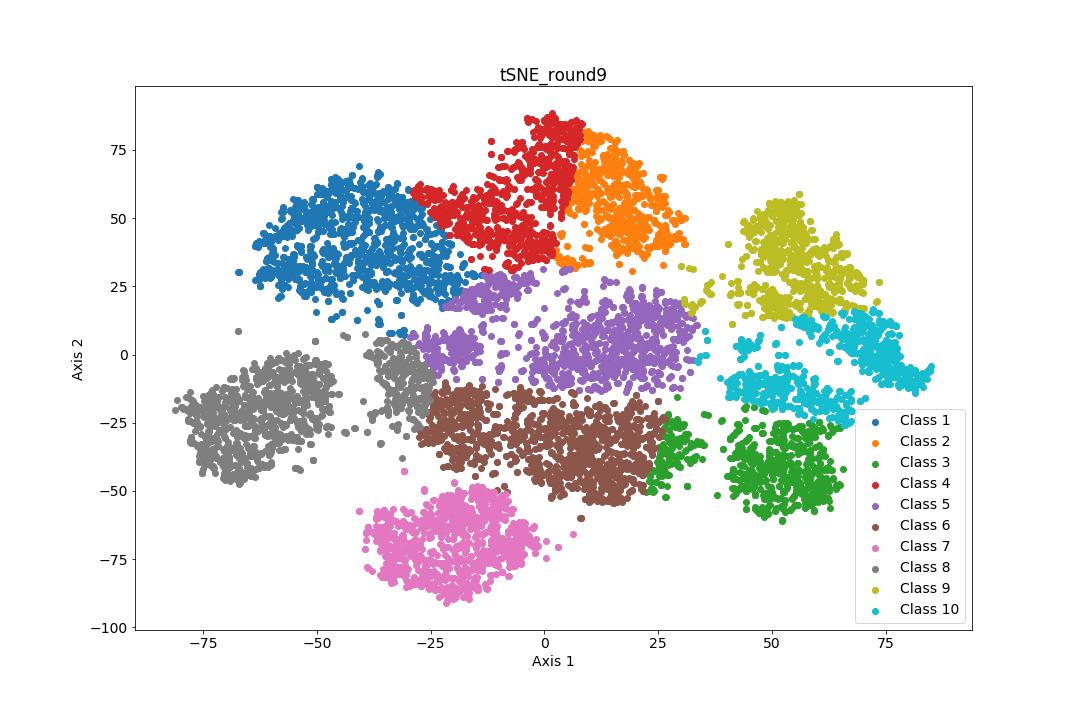 tSNE_round9
Axis 2
75
50
25
0
−25
−50
−75
−100
−75
−50
−25
0
25
50
75
Axis 1
Class 1
Class 2
Class 3
Class 4
Class 5
Class 6
Class 7
Class 8
Class 9
Class 10